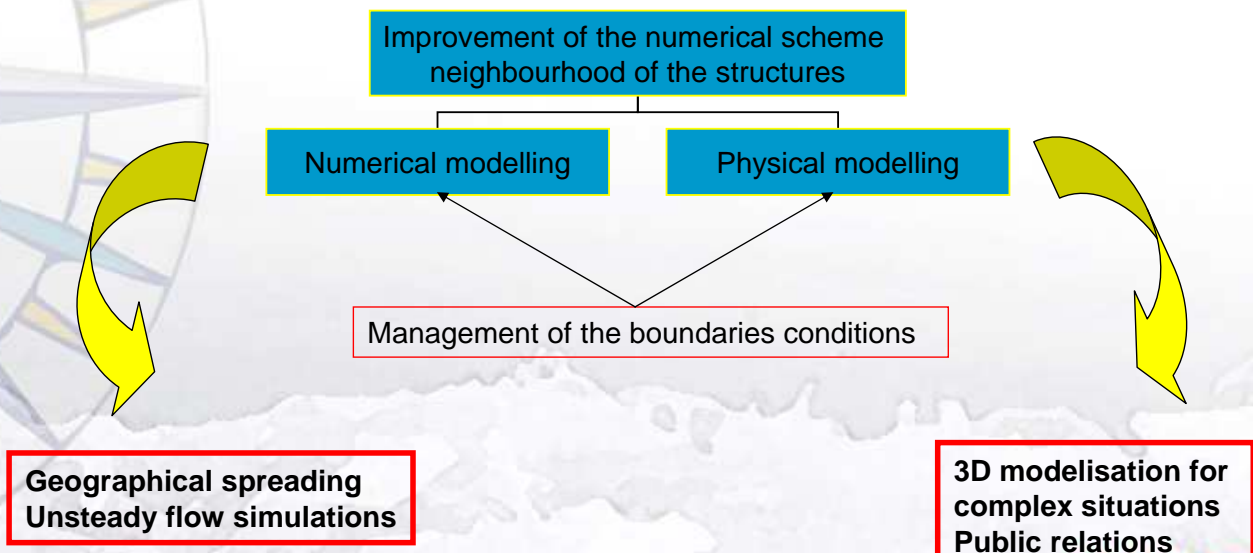 Improvement of the numerical scheme
neighbourhood of the structures
Numerical modelling
Physical modelling
Management of the boundaries conditions
Geographical spreading
Unsteady flow simulations
3D modelisation for
complex situations
Public relations